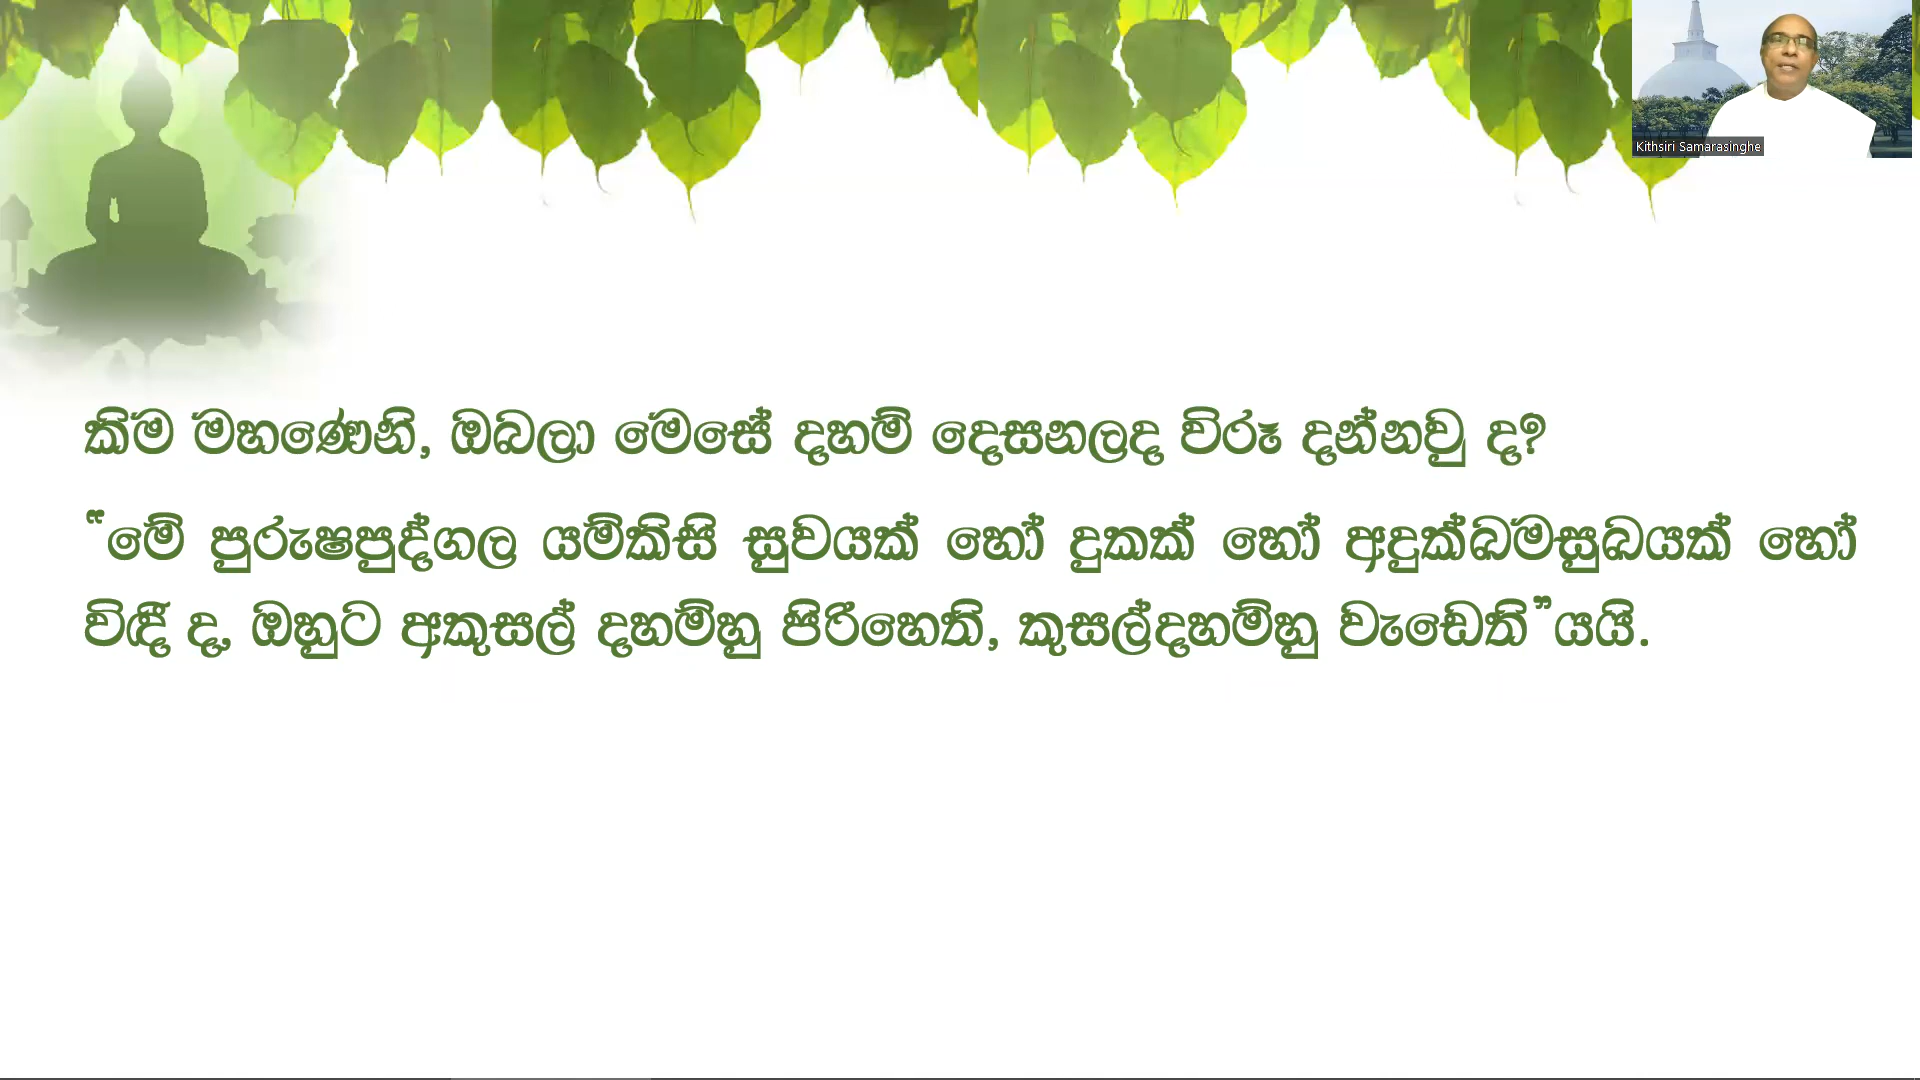 Kithsiri Samarasinghe
කිම මහණෙනි, ඔබලා මෙසේ දහම් දෙසනලද විරූ දන්නවු ද?
“මේ පුරුෂපුද්ගල යම්කිසි සුවයක් හෝ දුකක් හෝ අදුක්ඛමසුඛයක් හෝ
විඳී ද, ඔහුට අකුසල් දහම්හු පිරිහෙති, කුසල්දහම්හු වැඩෙති”යයි.